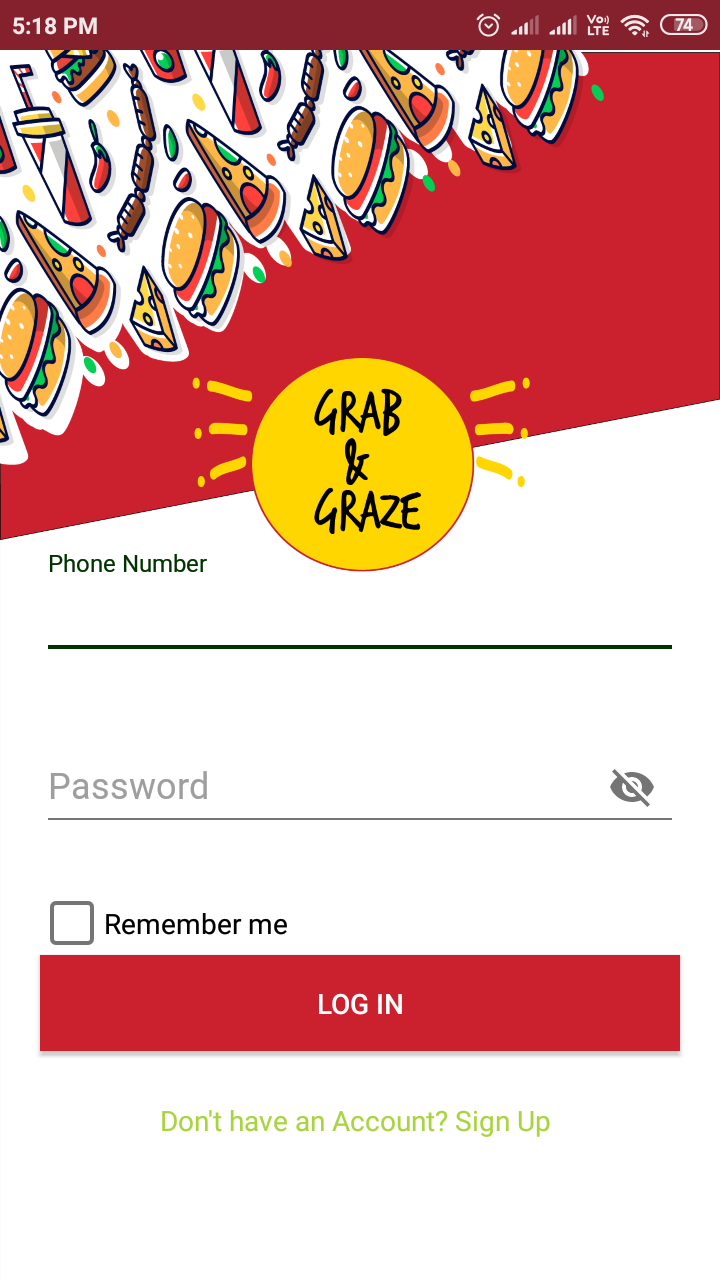 5:18 PM
Vo) LTE
74
GRAB
&
GRAZE
Phone Number
Password
Remember me
LOG IN
Don't have an Account? Sign Up